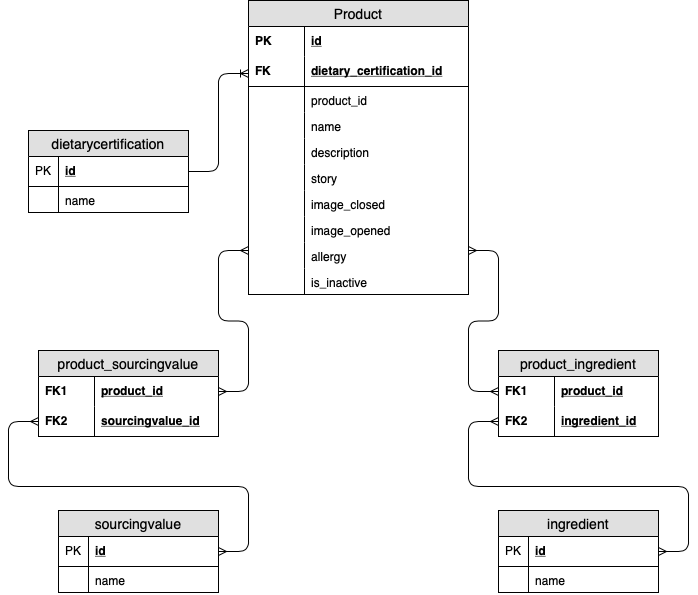 Product
PK id
FK dietary_certification_id
product_id
name
description
story
image_closed
image_opened
allergy
is_inactive
dietarycertification
PK id
name
product_sourcingvalue
FK1 product_id
FK2 sourcingvalue_id
product_ingredient
FK1 product_id
FK2 ingredient_id
sourcingvalue
PK id
name
ingredient
PK id
name